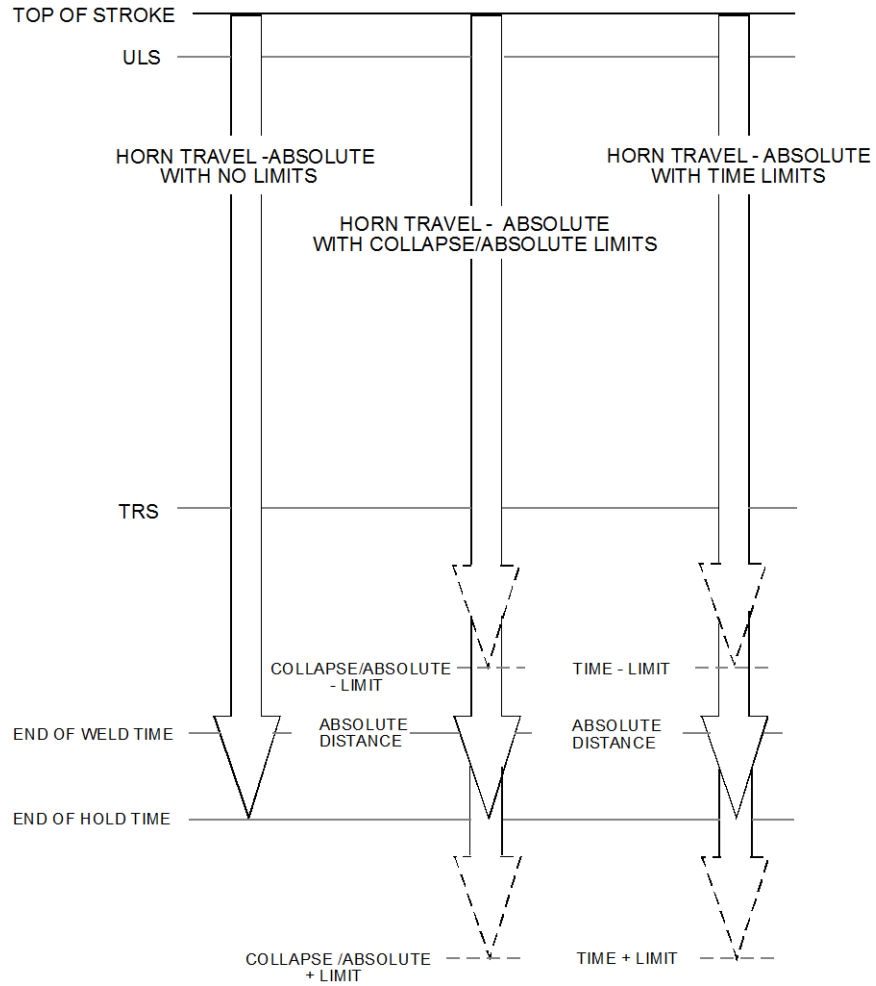 TOP OF STROKE
ULS
HORN TRAVEL -ABSOLUTE
WITH NO LIMITS
HORN TRAVEL - ABSOLUTE
WITH TIME LIMITS
HORN TRAVEL - ABSOLUTE
WITH COLLAPSE/ABSOLUTE LIMITS
TRS
COLLAPSE/ABSOLUTE
- LIMIT
TIME - LIMIT
END OF WELD TIME
ABSOLUTE
DISTANCE
ABSOLUTE
DISTANCE
END OF HOLD TIME
COLLAPSE /ABSOLUTE
+ LIMIT
TIME + LIMIT